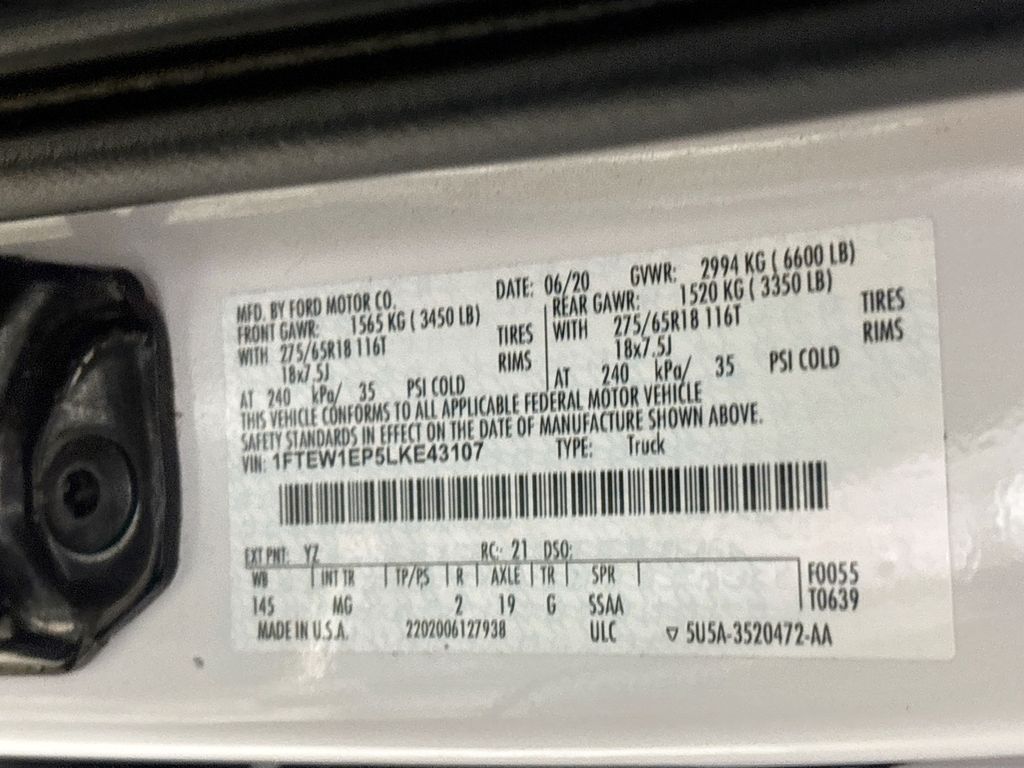 MFD. BY FORD MOTOR CO. DATE: 06/20 GVWR: 2994 KG ( 6600 LB)
FRONT GAWR: 1565 KG ( 3450 LB) REAR GAWR: 1520 KG ( 3350 LB)
WITH 275/65R18 116T TIRES WITH 275/65R18 116T TIRES
18x7.5J RIMS 18x7.5J RIMS
AT 240 kPa/ 35 PSI COLD AT 240 kPa/ 35 PSI COLD
THIS VEHICLE CONFORMS TO ALL APPLICABLE FEDERAL MOTOR VEHICLE
SAFETY STANDARDS IN EFFECT ON THE DATE OF MANUFACTURE SHOWN ABOVE.
VIN: 1FTEW1EP5LKE43107 TYPE: Truck
EXT PNT: YZ RC: 21 DSO:
WB INT TR TP/PS R AXLE TR SPR F0055
145 MG 2 19 G SSAA T0639
MADE IN U.S.A. 2202006127938 ULC ▽ 5U5A-3520472-AA